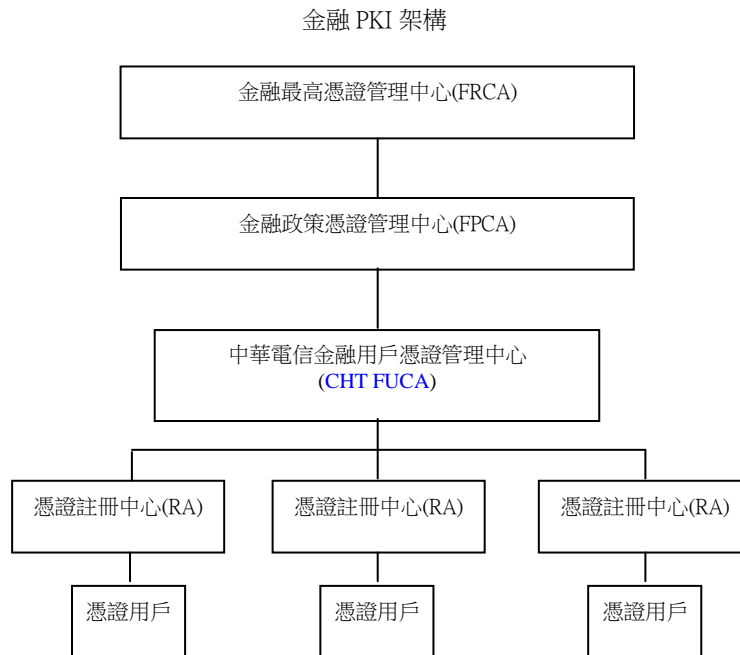 金融 PKI 架構
金融最高憑證管理中心(FRCA)
金融政策憑證管理中心(FPCA)
中華電信金融用戶憑證管理中心
(CHT FUCA)
憑證註冊中心(RA)
憑證註冊中心(RA)
憑證註冊中心(RA)
憑證用戶
憑證用戶
憑證用戶